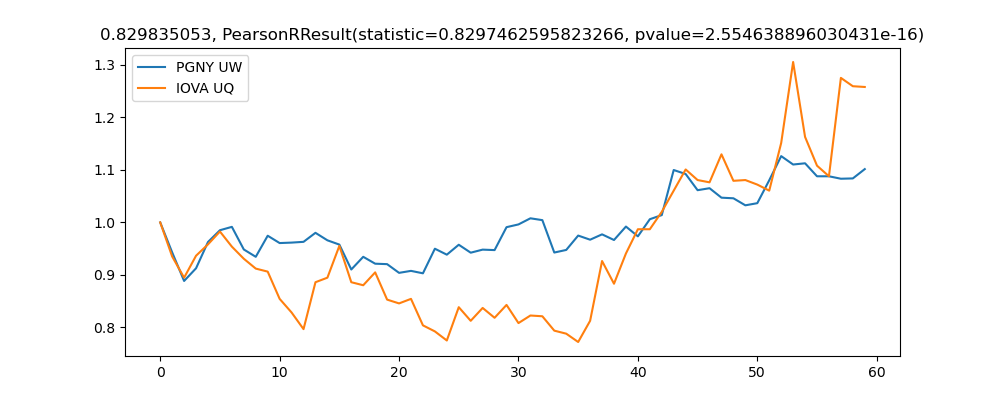 0.829835053, PearsonRResult(statistic=0.8297462595823266, pvalue=2.554638896030431e-16)
PGNY UW
IOVA UQ
1.3
1.2
1.1
1.0
0.9
0.8
0 10 20 30 40 50 60